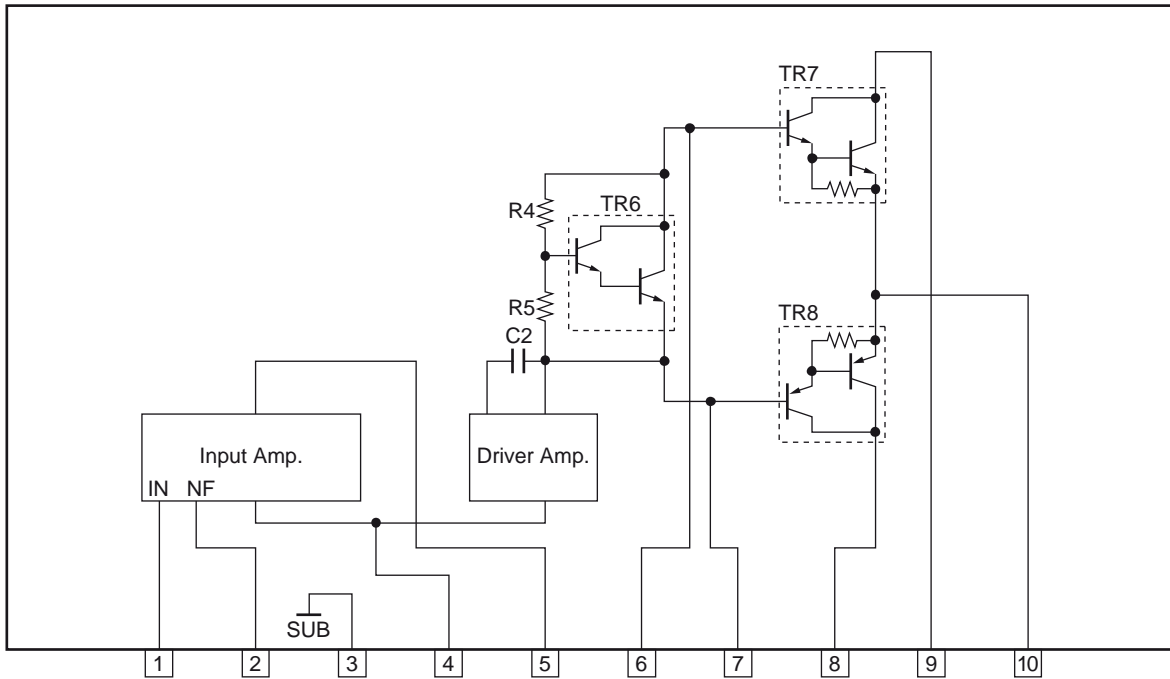 TR7
R4
TR6
R5
TR8
C2
Input Amp.
Driver Amp.
IN NF
SUB
1 2 3 4 5 6 7 8 9 10